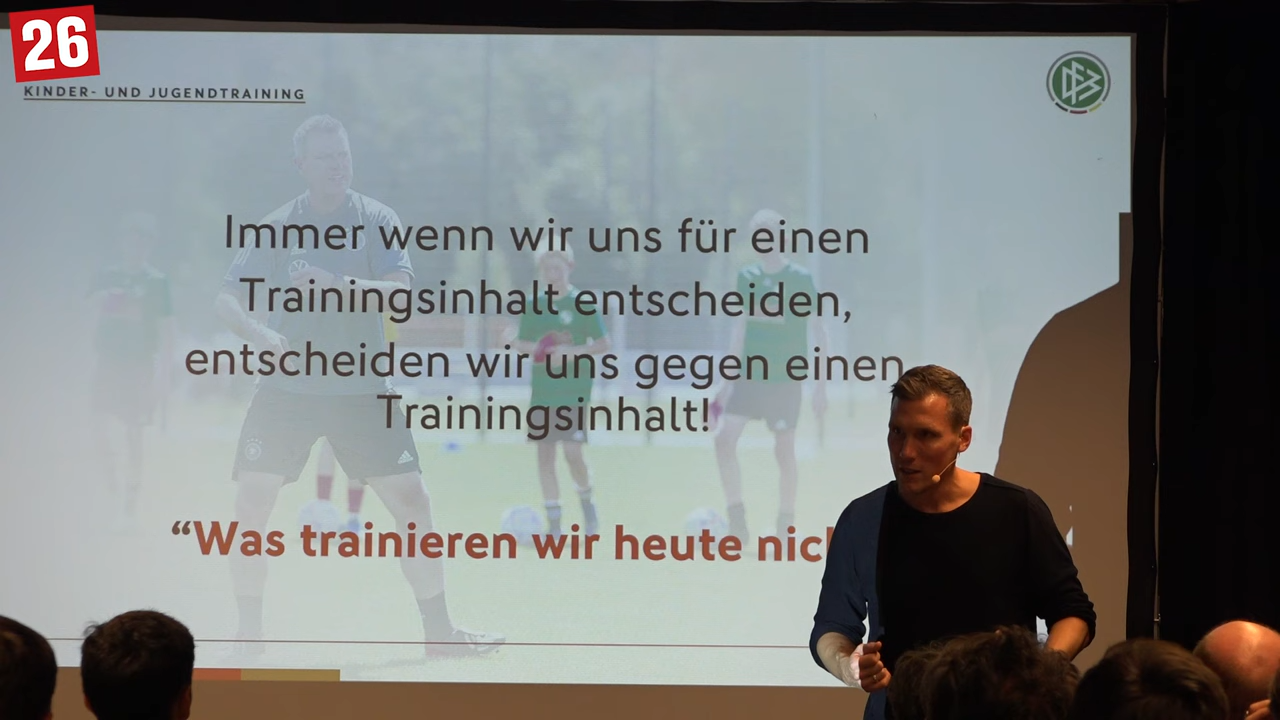 26
KINDER- UND JUGENDTRAINING
DFB
Immer wenn wir uns für einen
Trainingsinhalt entscheiden,
entscheiden wir uns gegen einen
Trainingsinhalt!
“Was trainieren wir heute